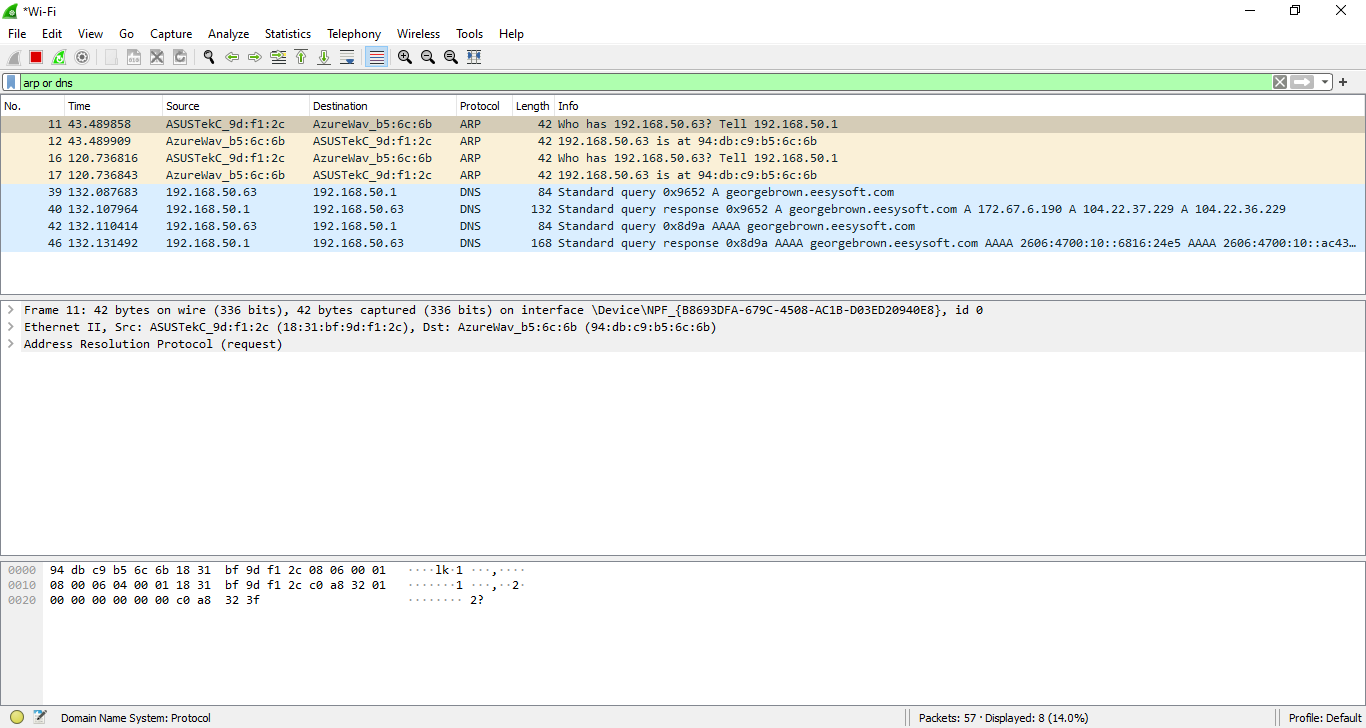 *Wi-Fi
File Edit View Go Capture Analyze Statistics Telephony Wireless Tools Help
arp or dns
No. Time Source Destination Protocol Length Info
11 43.489858 ASUSTekC_9d:f1:2c AzureWav_b5:6c:6b ARP 42 Who has 192.168.50.63? Tell 192.168.50.1
12 43.489909 AzureWav_b5:6c:6b ASUSTekC_9d:f1:2c ARP 42 192.168.50.63 is at 94:db:c9:b5:6c:6b
16 120.736816 ASUSTekC_9d:f1:2c AzureWav_b5:6c:6b ARP 42 Who has 192.168.50.63? Tell 192.168.50.1
17 120.736843 AzureWav_b5:6c:6b ASUSTekC_9d:f1:2c ARP 42 192.168.50.63 is at 94:db:c9:b5:6c:6b
39 132.087683 192.168.50.63 192.168.50.1 DNS 84 Standard query 0x9652 A georgebrown.eesysoft.com
40 132.107964 192.168.50.1 192.168.50.63 DNS 132 Standard query response 0x9652 A georgebrown.eesysoft.com A 172.67.6.190 A 104.22.37.229 A 104.22.36.229
42 132.110414 192.168.50.63 192.168.50.1 DNS 84 Standard query 0x8d9a AAAA georgebrown.eesysoft.com
46 132.131492 192.168.50.1 192.168.50.63 DNS 168 Standard query response 0x8d9a AAAA georgebrown.eesysoft.com AAAA 2606:4700:10::6816:24e5 AAAA 2606:4700:10::ac43…
Frame 11: 42 bytes on wire (336 bits), 42 bytes captured (336 bits) on interface \Device\NPF_{B8693DFA-679C-4508-AC1B-D03ED20940E8}, id 0
Ethernet II, Src: ASUSTekC_9d:f1:2c (18:31:bf:9d:f1:2c), Dst: AzureWav_b5:6c:6b (94:db:c9:b5:6c:6b)
Address Resolution Protocol (request)
0000 94 db c9 b5 6c 6b 18 31 bf 9d f1 2c 08 06 00 01 ····lk·1 ···,····
0010 08 00 06 04 00 01 18 31 bf 9d f1 2c c0 a8 32 01 ·······1 ···,··2·
0020 00 00 00 00 00 00 c0 a8 32 3f ········ 2?
Domain Name System: Protocol Packets: 57 · Displayed: 8 (14.0%) Profile: Default